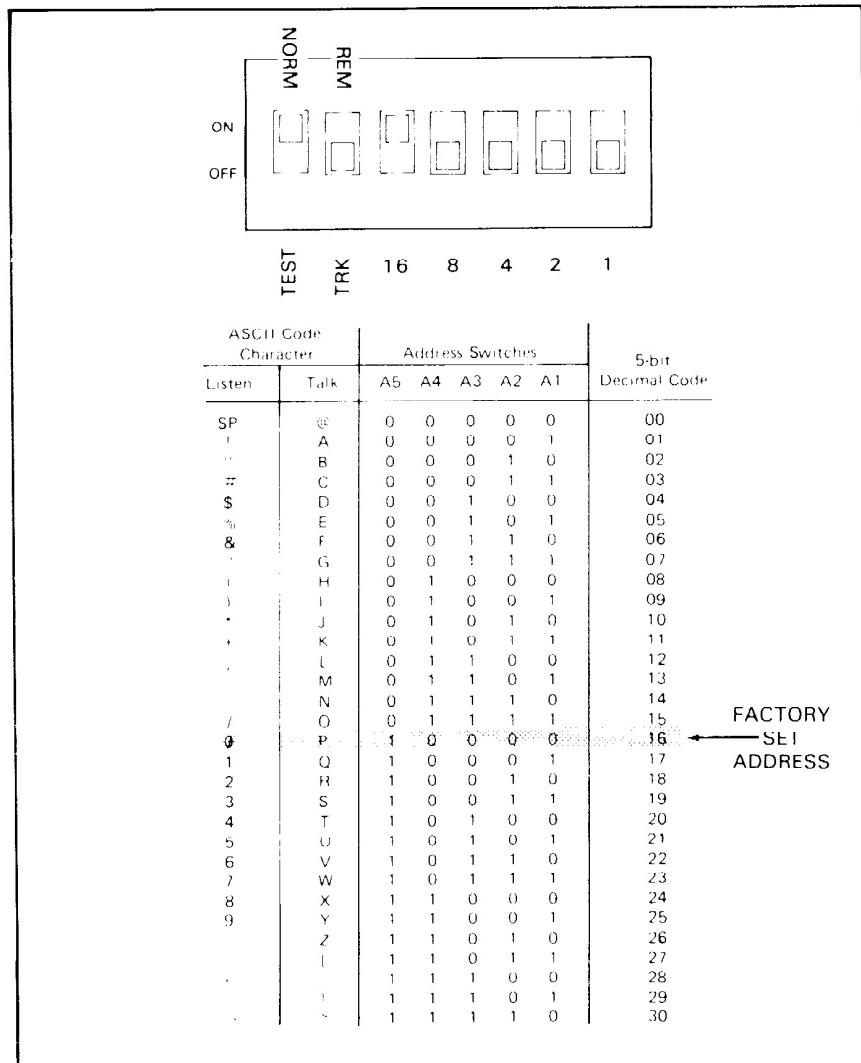 NORM REM
ON
OFF
TEST TRK 16 8 4 2 1
ASCII Code
Character
Address Switches
5-bit
Decimal Code
Listen Talk A5 A4 A3 A2 A1
SP @ 0 0 0 0 0 00
! A 0 0 0 0 1 01
" B 0 0 0 1 0 02
# C 0 0 0 1 1 03
$ D 0 0 1 0 0 04
% E 0 0 1 0 1 05
& F 0 0 1 1 0 06
' G 0 0 1 1 1 07
( H 0 1 0 0 0 08
) I 0 1 0 0 1 09
* J 0 1 0 1 0 10
+ K 0 1 0 1 1 11
, L 0 1 1 0 0 12
M 0 1 1 0 1 13
N 0 1 1 1 0 14
/ O 0 1 1 1 1 15
0 P 1 0 0 0 0 16
FACTORY
SET
ADDRESS
1 Q 1 0 0 0 1 17
2 R 1 0 0 1 0 18
3 S 1 0 0 1 1 19
4 T 1 0 1 0 0 20
5 U 1 0 1 0 1 21
6 V 1 0 1 1 0 22
7 W 1 0 1 1 1 23
8 X 1 1 0 0 0 24
9 Y 1 1 0 0 1 25
Z 1 1 0 1 0 26
[ 1 1 0 1 1 27
1 1 1 0 0 28
1 1 1 0 1 29
1 1 1 1 0 30